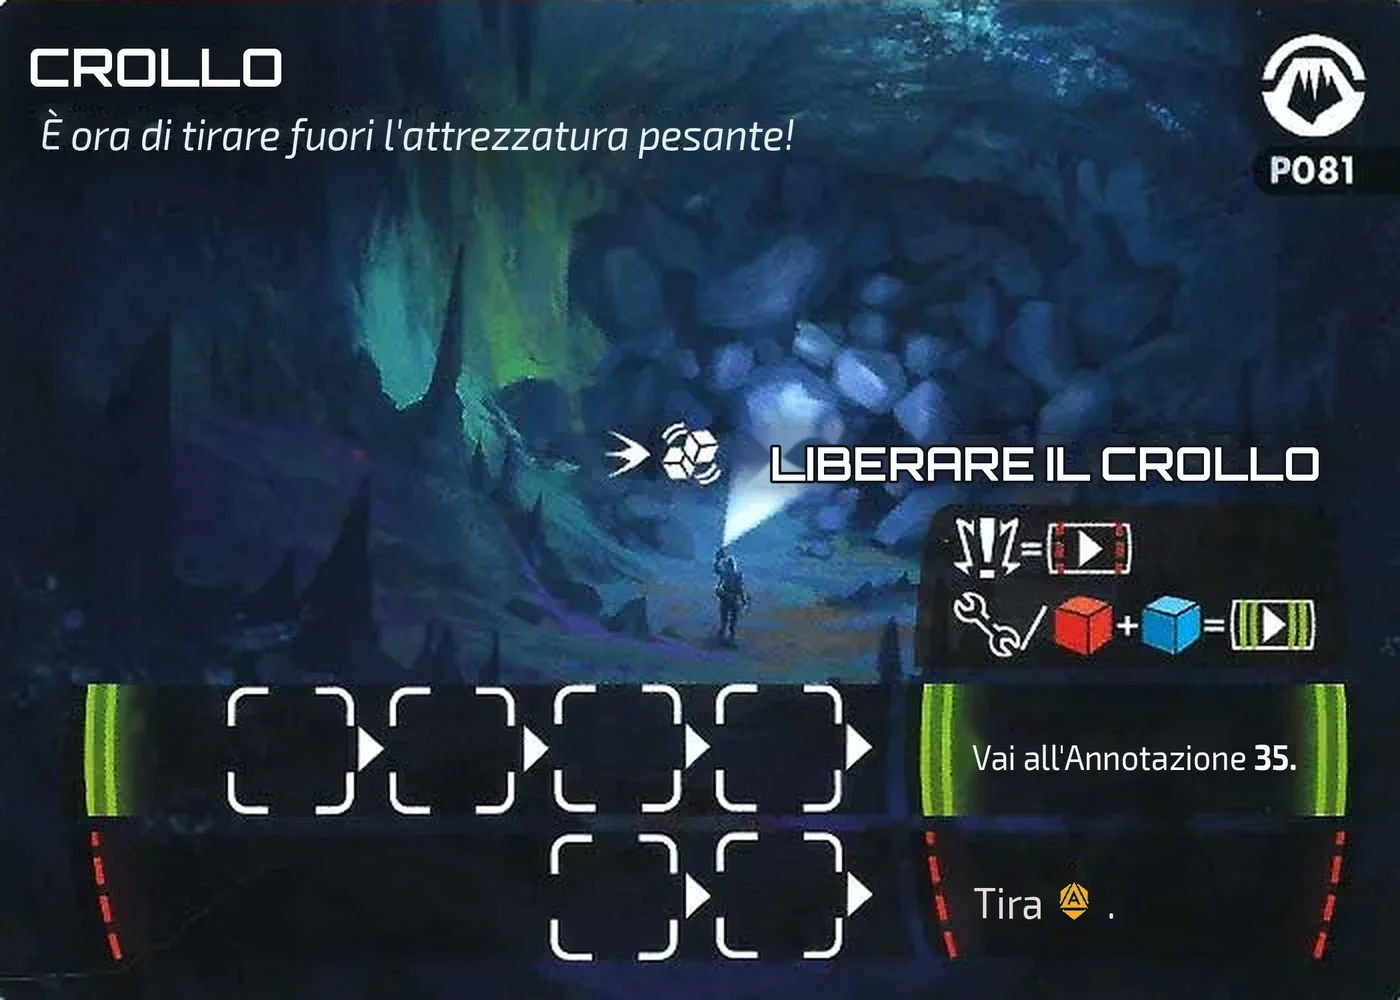 CROLLO
È ora di tirare fuori l'attrezzatura pesante!
P081
LIBERARE IL CROLLO
! =
/ + =
Vai all'Annotazione 35.
Tira A .